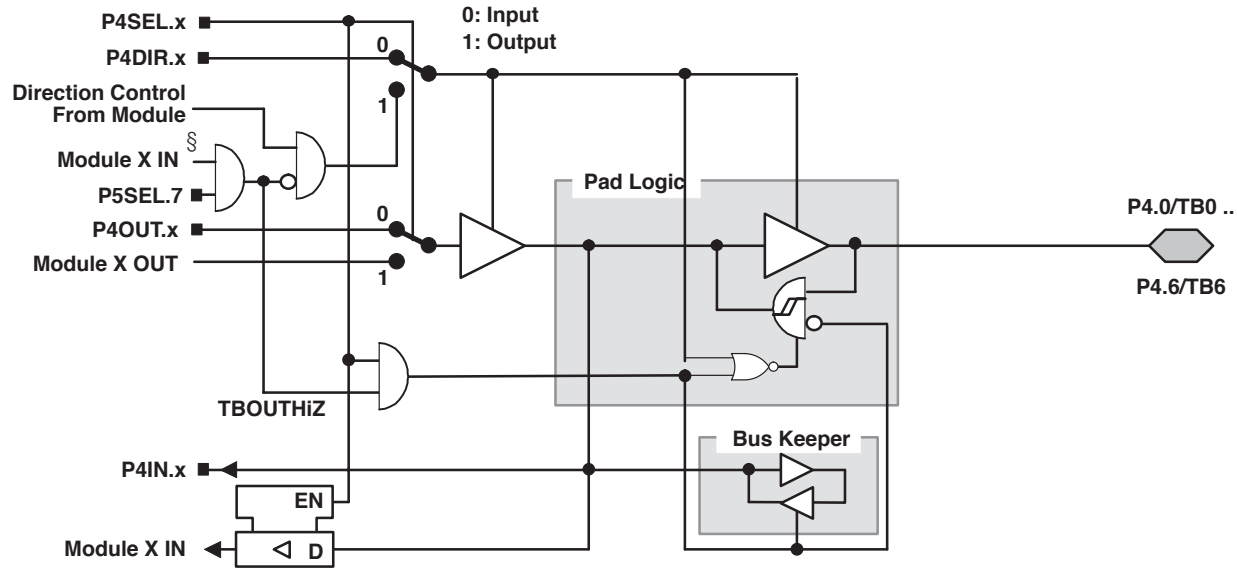 P4SEL.x
0: Input
1: Output
P4DIR.x
0
Direction Control
From Module
1
§
Module X IN
P5SEL.7
Pad Logic
P4OUT.x
0
P4.0/TB0 ..
Module X OUT
1
P4.6/TB6
TBOUTHiZ
Bus Keeper
P4IN.x
EN
Module X IN
D